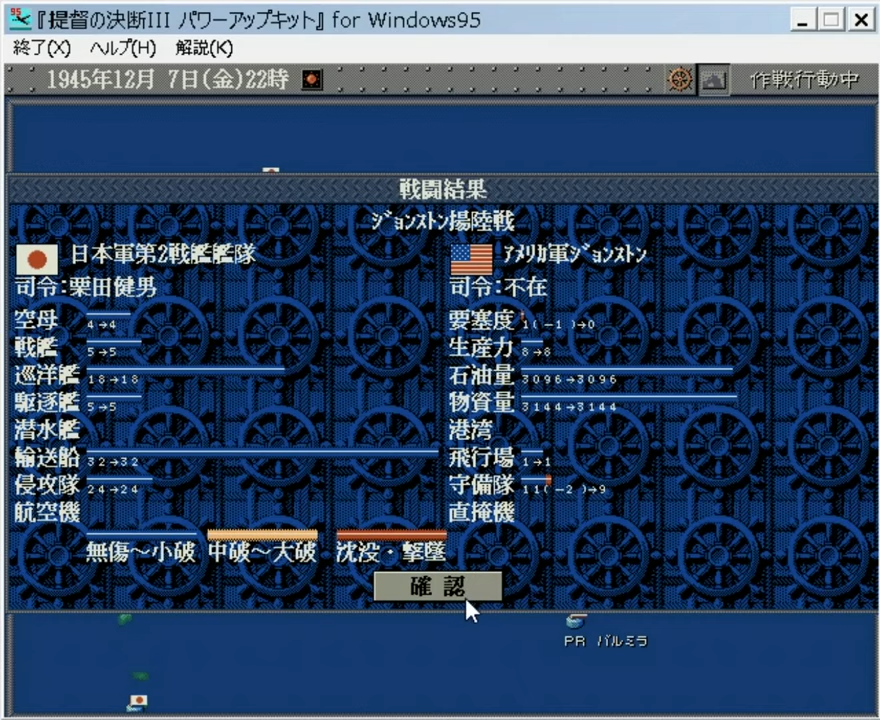 『提督の決断III パワーアップキット』 for Windows95
終了(X) ヘルプ(H) 解説(K)
1945年12月 7日(金)22時 作戦行動中
戦闘結果
ジョンストン揚陸戦
日本軍第2戦艦艦隊 アメリカ軍ジョンストン
司令:栗田健男 司令:不在
空母 4→4 要塞度 1(-1)→0
戦艦 5→5 生産力 8→8
巡洋艦 18→18 石油量 3096→3096
駆逐艦 5→5 物資量 3144→3144
潜水艦 港湾
輸送船 32→32 飛行場 1→1
侵攻隊 24→24 守備隊 11(-2)→9
航空機 直掩機
無傷～小破 中破～大破 沈没・撃墜
確認
PR パルミラ